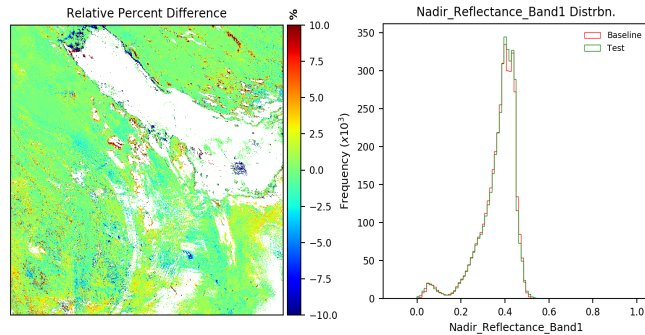 Relative Percent Difference
%
10.0
7.5
5.0
2.5
0.0
−2.5
−5.0
−7.5
−10.0
Nadir_Reflectance_Band1 Distrbn.
Baseline
Test
Frequency (x10³)
350
300
250
200
150
100
50
0
0.0 0.2 0.4 0.6 0.8 1.0
Nadir_Reflectance_Band1